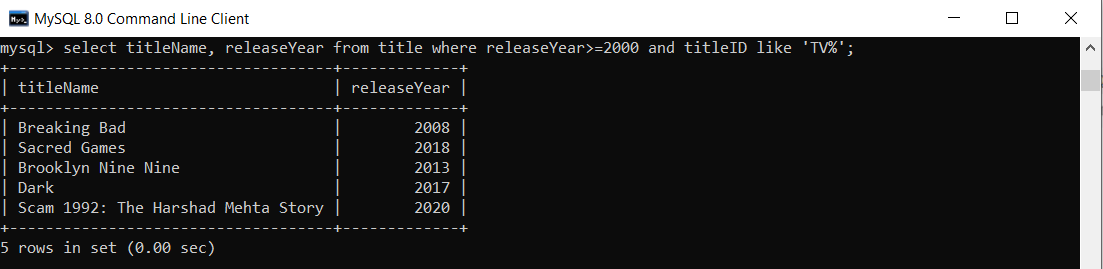 MySQL 8.0 Command Line Client
mysql> select titleName, releaseYear from title where releaseYear>=2000 and titleID like 'TV%';
+-----------------------------------+-------------+
| titleName                         | releaseYear |
+-----------------------------------+-------------+
| Breaking Bad                      |        2008 |
| Sacred Games                      |        2018 |
| Brooklyn Nine Nine                |        2013 |
| Dark                              |        2017 |
| Scam 1992: The Harshad Mehta Story |        2020 |
+-----------------------------------+-------------+
5 rows in set (0.00 sec)